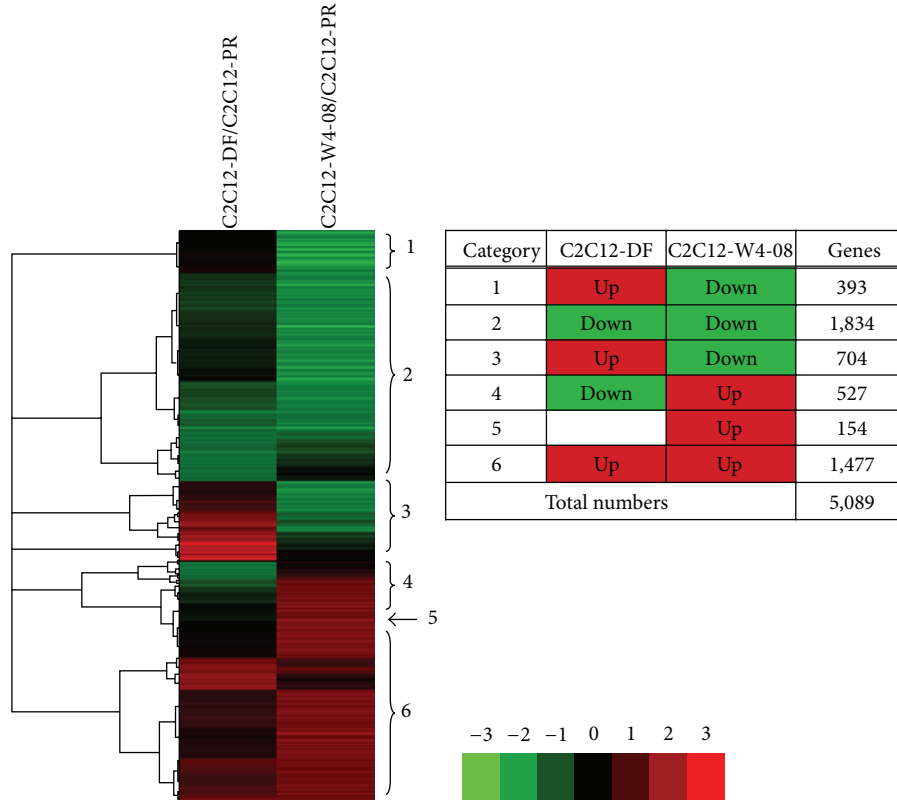 C2C12-DF/C2C12-PR
C2C12-W4-08/C2C12-PR
1
2
3
4
5
6
Category C2C12-DF C2C12-W4-08 Genes
1 Up Down 393
2 Down Down 1,834
3 Up Down 704
4 Down Up 527
5 Up 154
6 Up Up 1,477
Total numbers 5,089
−3 −2 −1 0 1 2 3